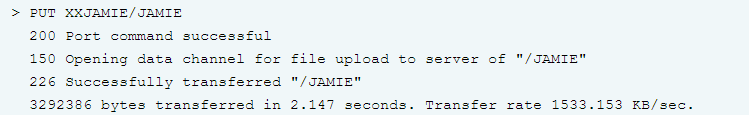 > PUT XXJAMIE/JAMIE
200 Port command successful
150 Opening data channel for file upload to server of "/JAMIE"
226 Successfully transferred "/JAMIE"
3292386 bytes transferred in 2.147 seconds. Transfer rate 1533.153 KB/sec.